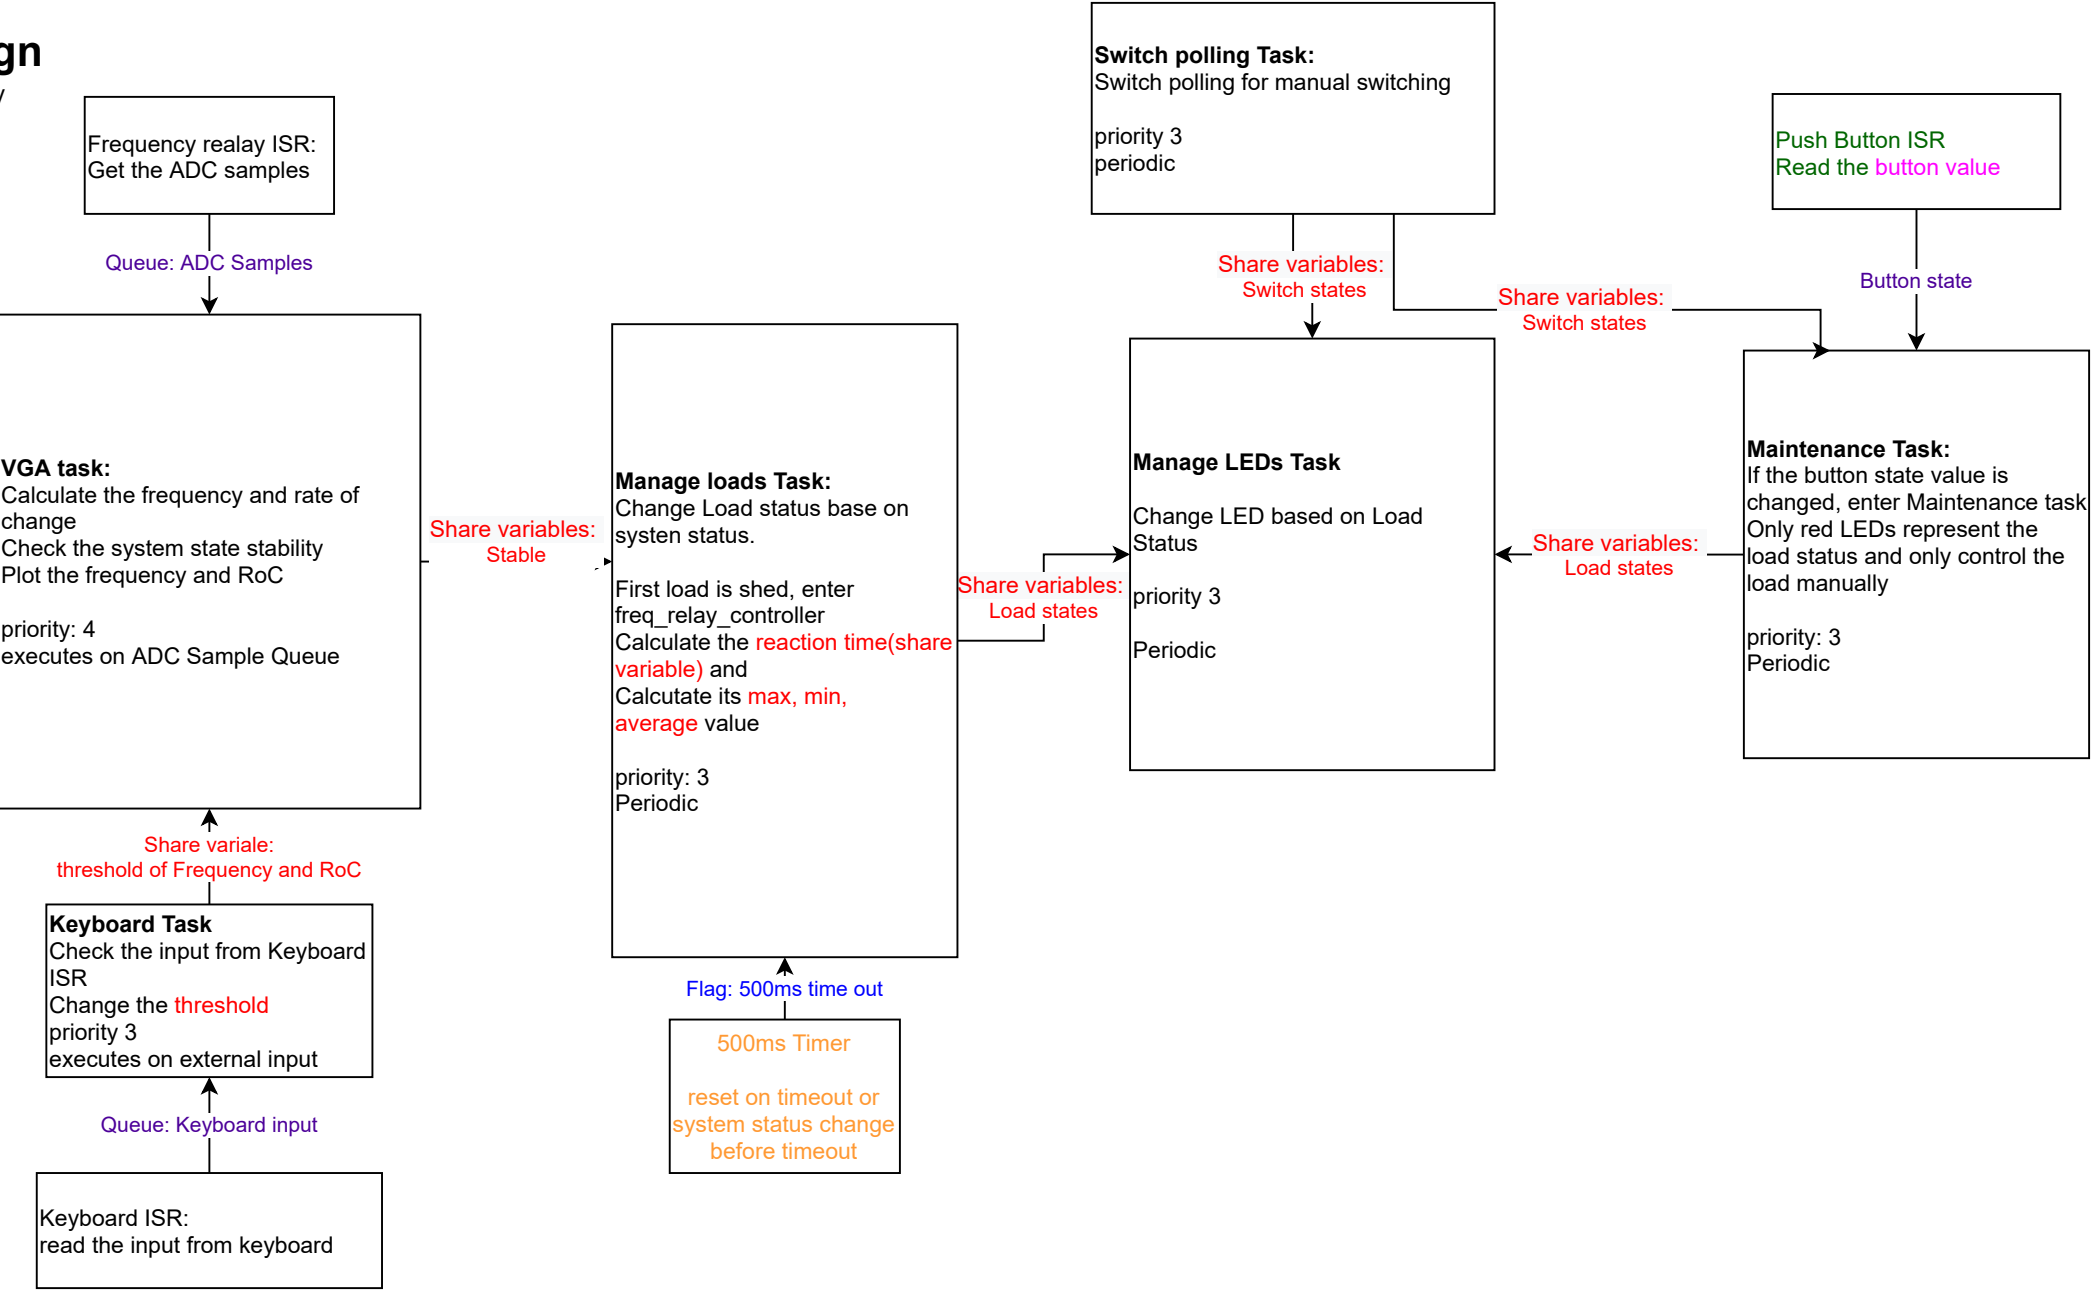 gn
y
Frequency realay ISR:
Get the ADC samples
Queue: ADC Samples
VGA task:
Calculate the frequency and rate of
change
Check the system state stability
Plot the frequency and RoC
priority: 4
executes on ADC Sample Queue
Share variale:
threshold of Frequency and RoC
Keyboard Task
Check the input from Keyboard
ISR
Change the threshold
priority 3
executes on external input
Queue: Keyboard input
Keyboard ISR:
read the input from keyboard
Share variables:
Stable
Manage loads Task:
Change Load status base on
systen status.
First load is shed, enter
freq_relay_controller
Calculate the reaction time(share
variable) and
Calcutate its max, min,
average value
priority: 3
Periodic
Flag: 500ms time out
500ms Timer
reset on timeout or
system status change
before timeout
Share variables:
Load states
Switch polling Task:
Switch polling for manual switching
priority 3
periodic
Share variables:
Switch states
Share variables:
Switch states
Manage LEDs Task
Change LED based on Load
Status
priority 3
Periodic
Share variables:
Load states
Push Button ISR
Read the button value
Button state
Maintenance Task:
If the button state value is
changed, enter Maintenance task
Only red LEDs represent the
load status and only control the
load manually
priority: 3
Periodic